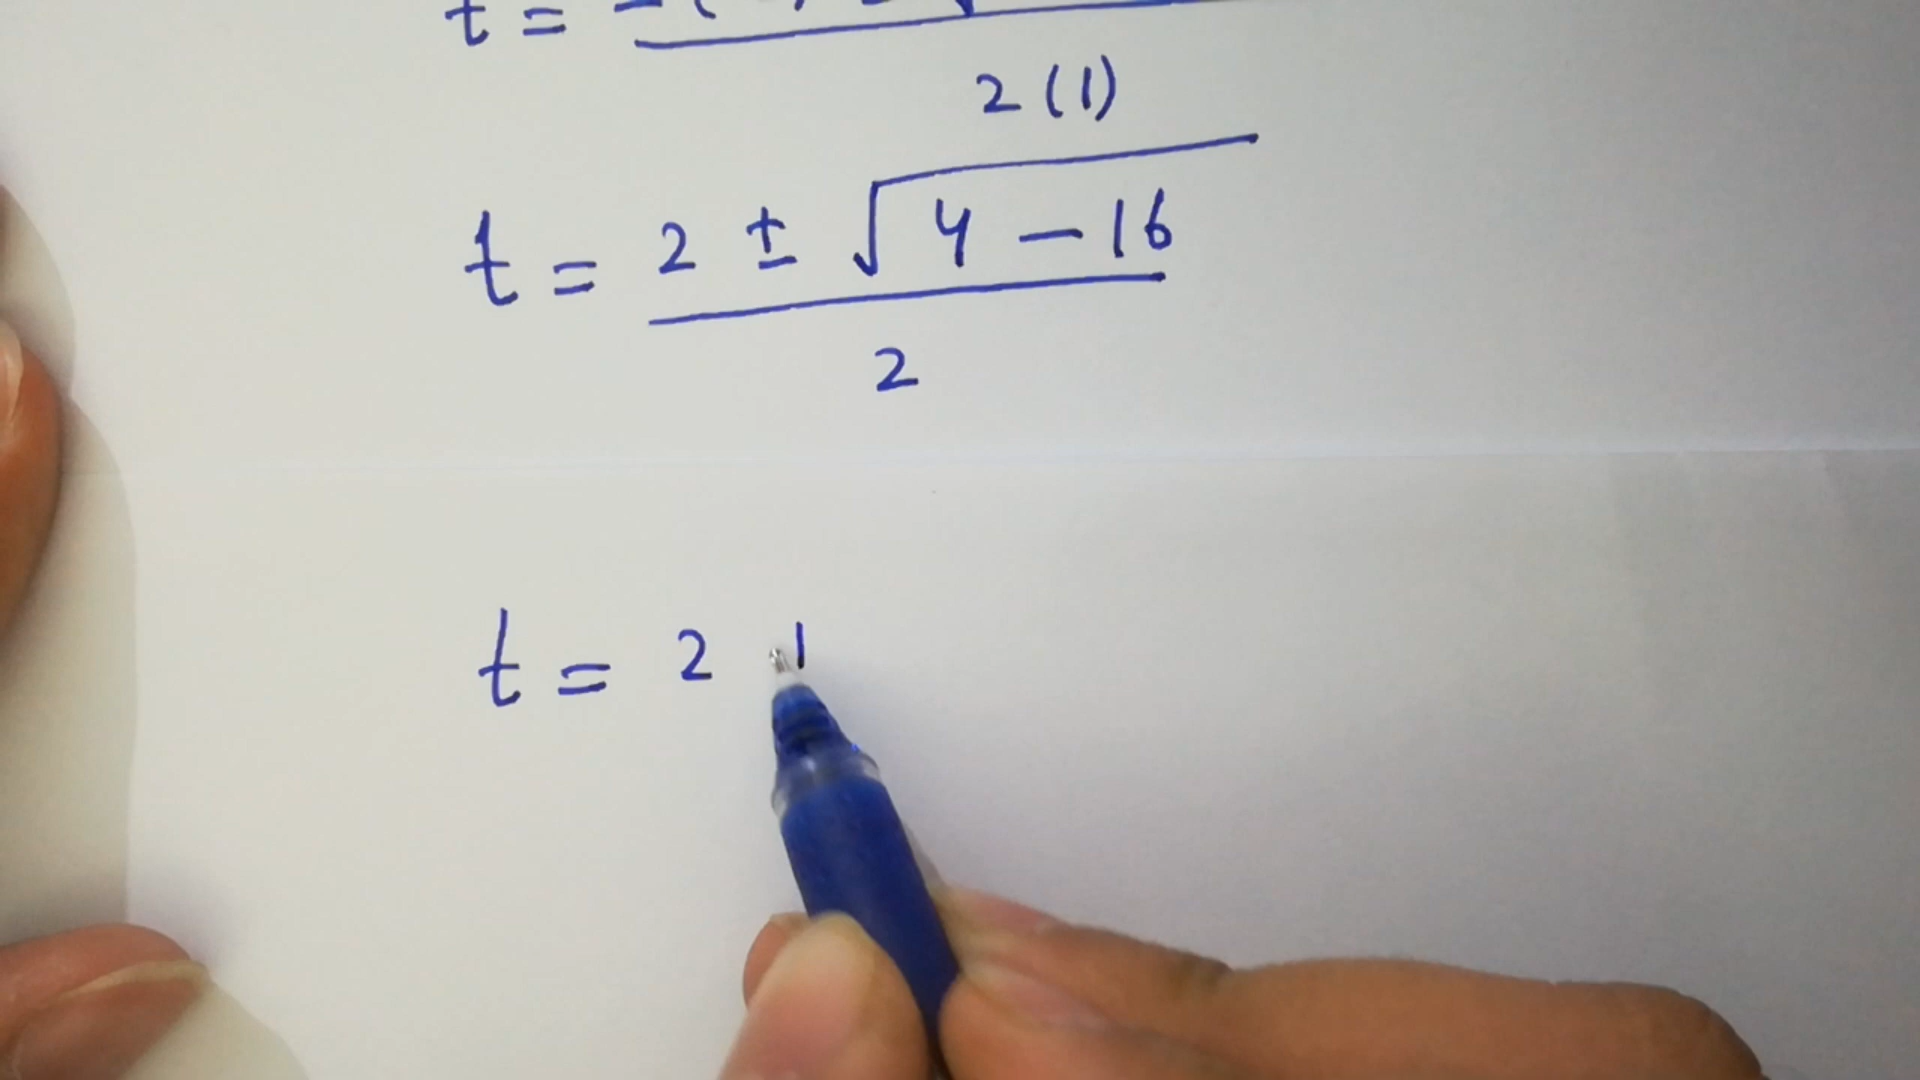 t =
2 (1)
t = 2 ± √4 - 16
2
t = 2